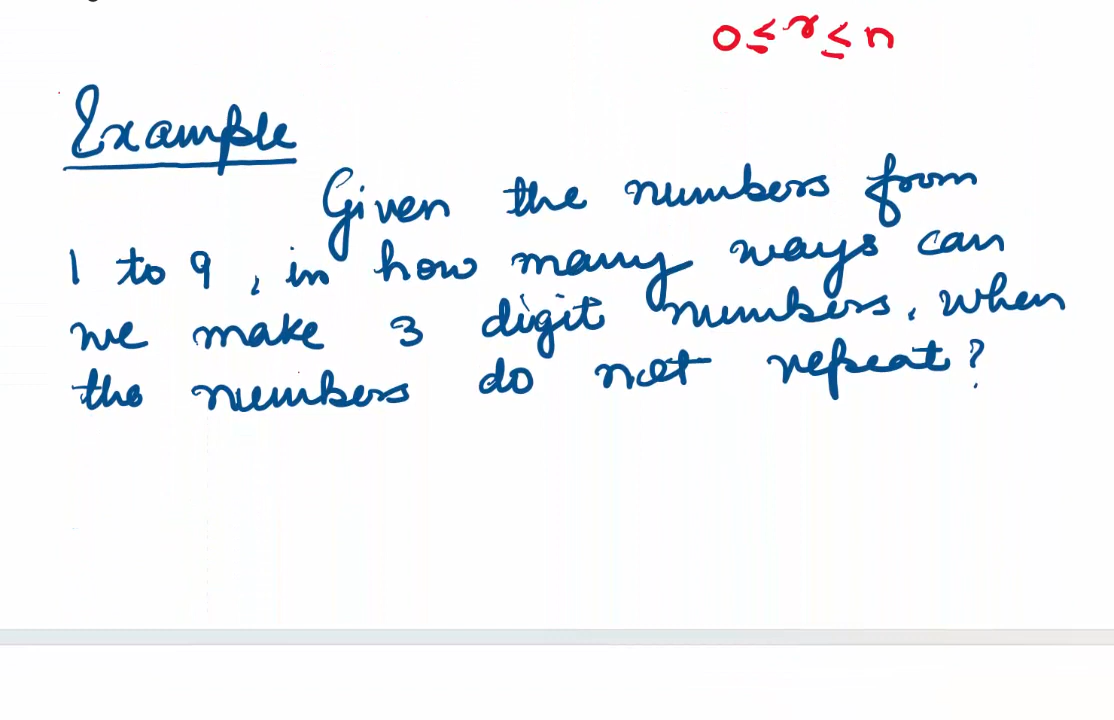 0 ≤ r ≤ n
Example
Given the numbers from
1 to 9, in how many ways can
we make 3 digit numbers, when
the numbers do not repeat?